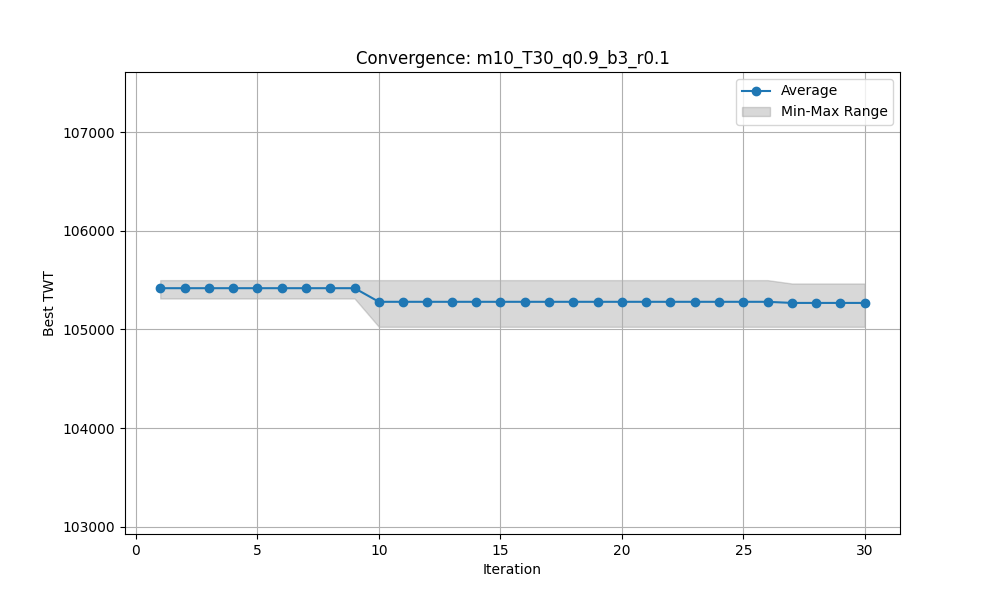 Convergence: m10_T30_q0.9_b3_r0.1
Average
Min-Max Range
Best TWT
107000
106000
105000
104000
103000
0 5 10 15 20 25 30
Iteration